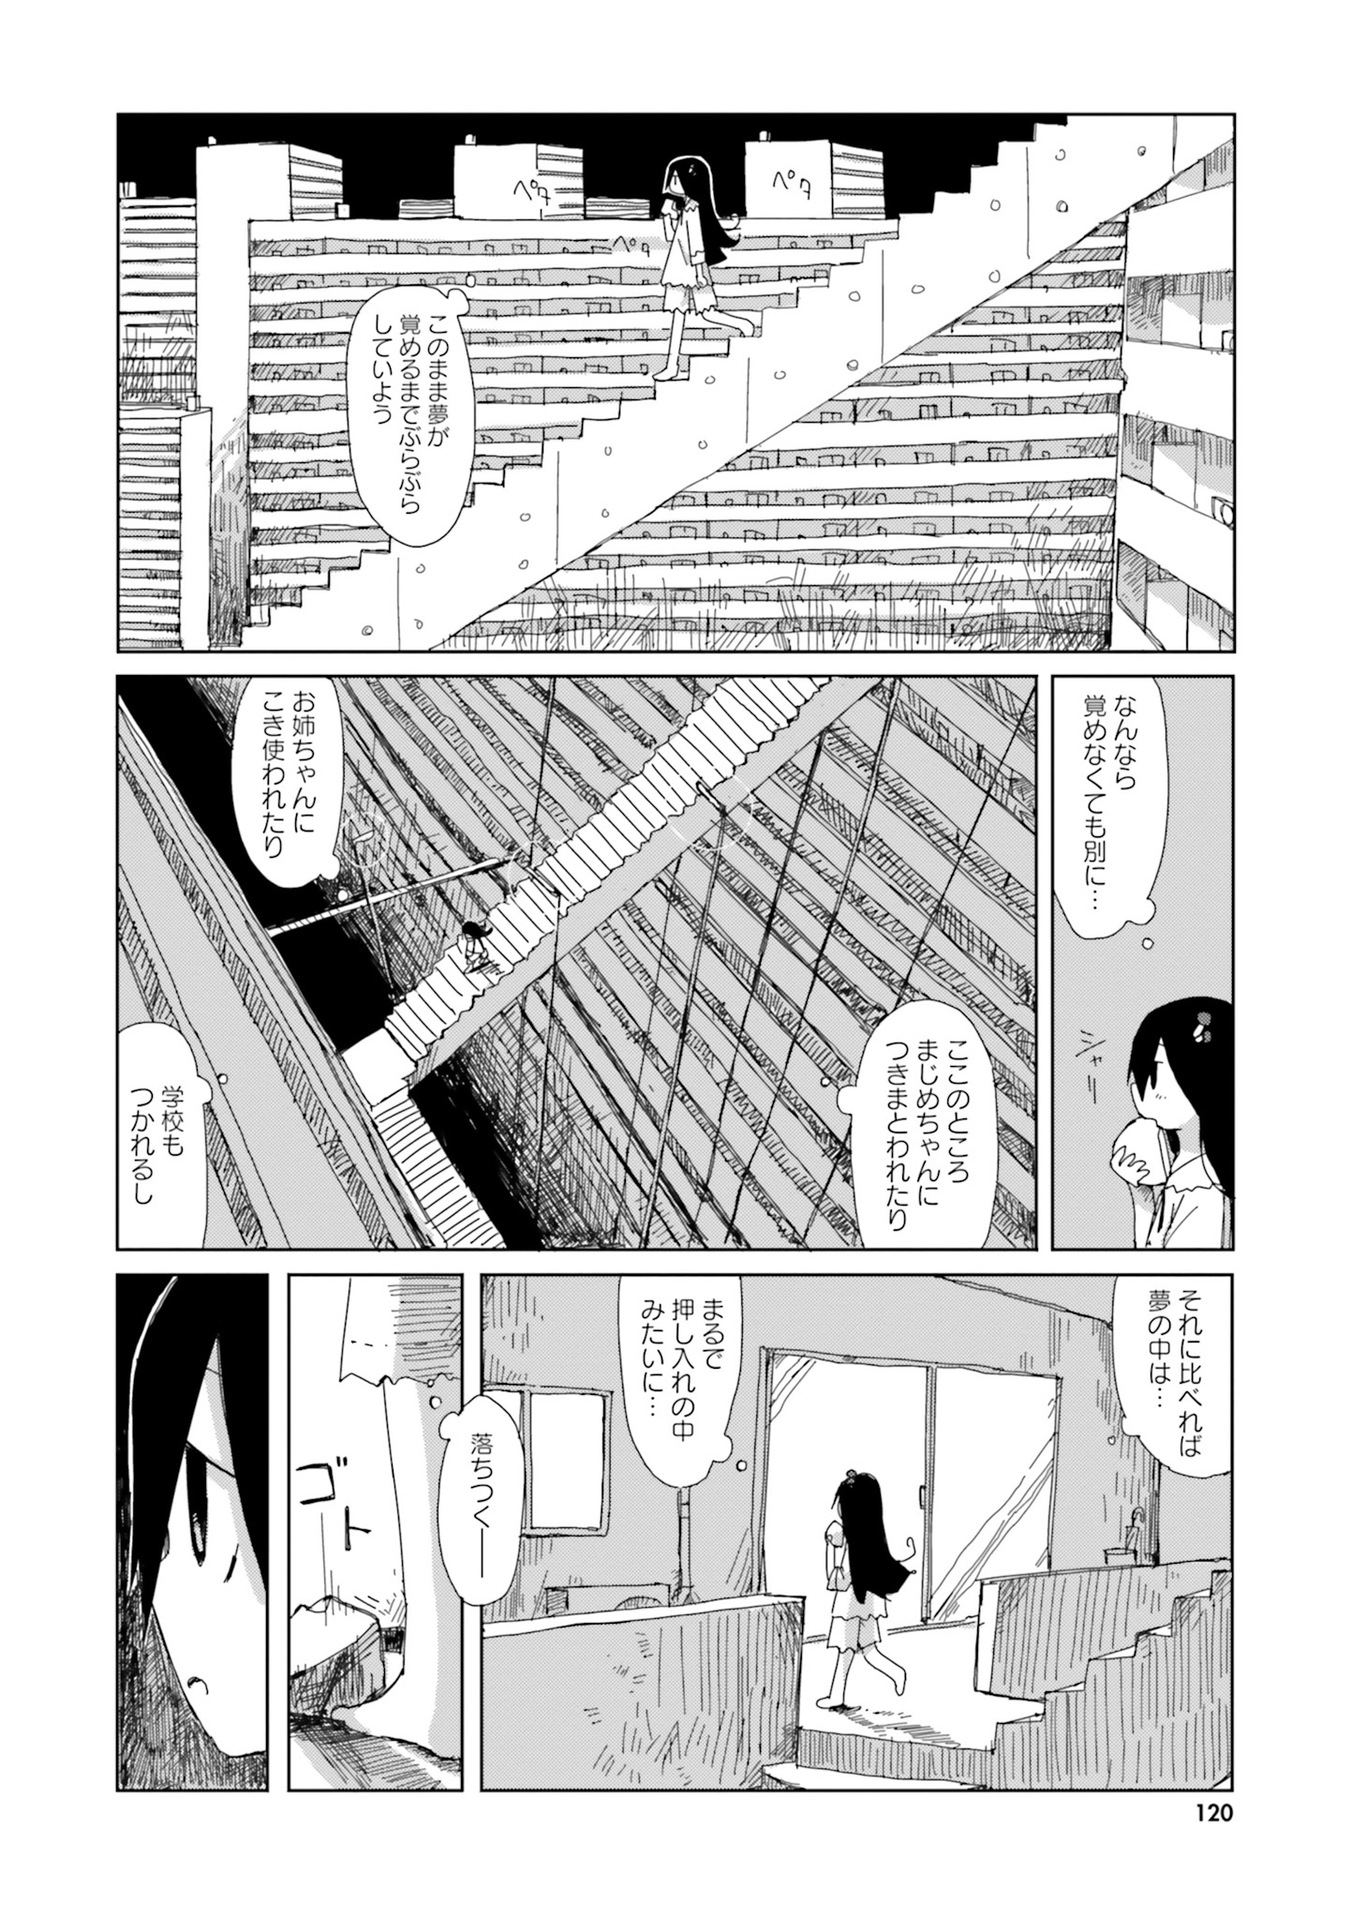 ペタ
ペタ
ペタ
このまま夢が
覚めるまでぶらぶら
していよう
なんなら
覚めなくても別に…
シャー
ここのところ
まじめちゃんに
つきまとわれたり
お姉ちゃんに
こき使われたり
学校も
つかれるし
それに比べれば
夢の中は…
まるで
押し入れの中
みたいに…
落ちつく――
ゴト
120